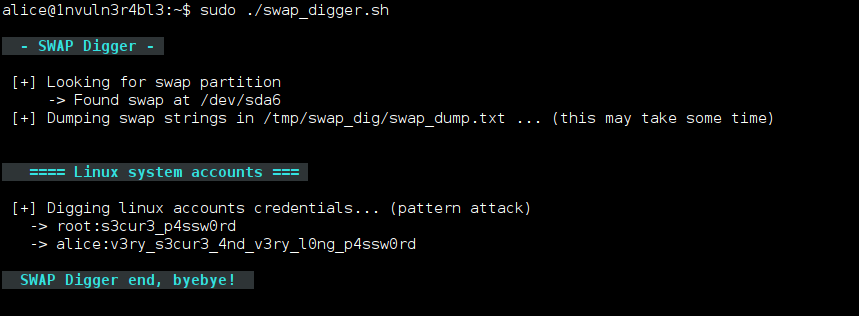 alice@1nvuln3r4bl3:~$ sudo ./swap_digger.sh
- SWAP Digger -
[+] Looking for swap partition
-> Found swap at /dev/sda6
[+] Dumping swap strings in /tmp/swap_dig/swap_dump.txt ... (this may take some time)
==== Linux system accounts ===
[+] Digging linux accounts credentials... (pattern attack)
-> root:s3cur3_p4ssw0rd
-> alice:v3ry_s3cur3_4nd_v3ry_l0ng_p4ssw0rd
SWAP Digger end, byebye!